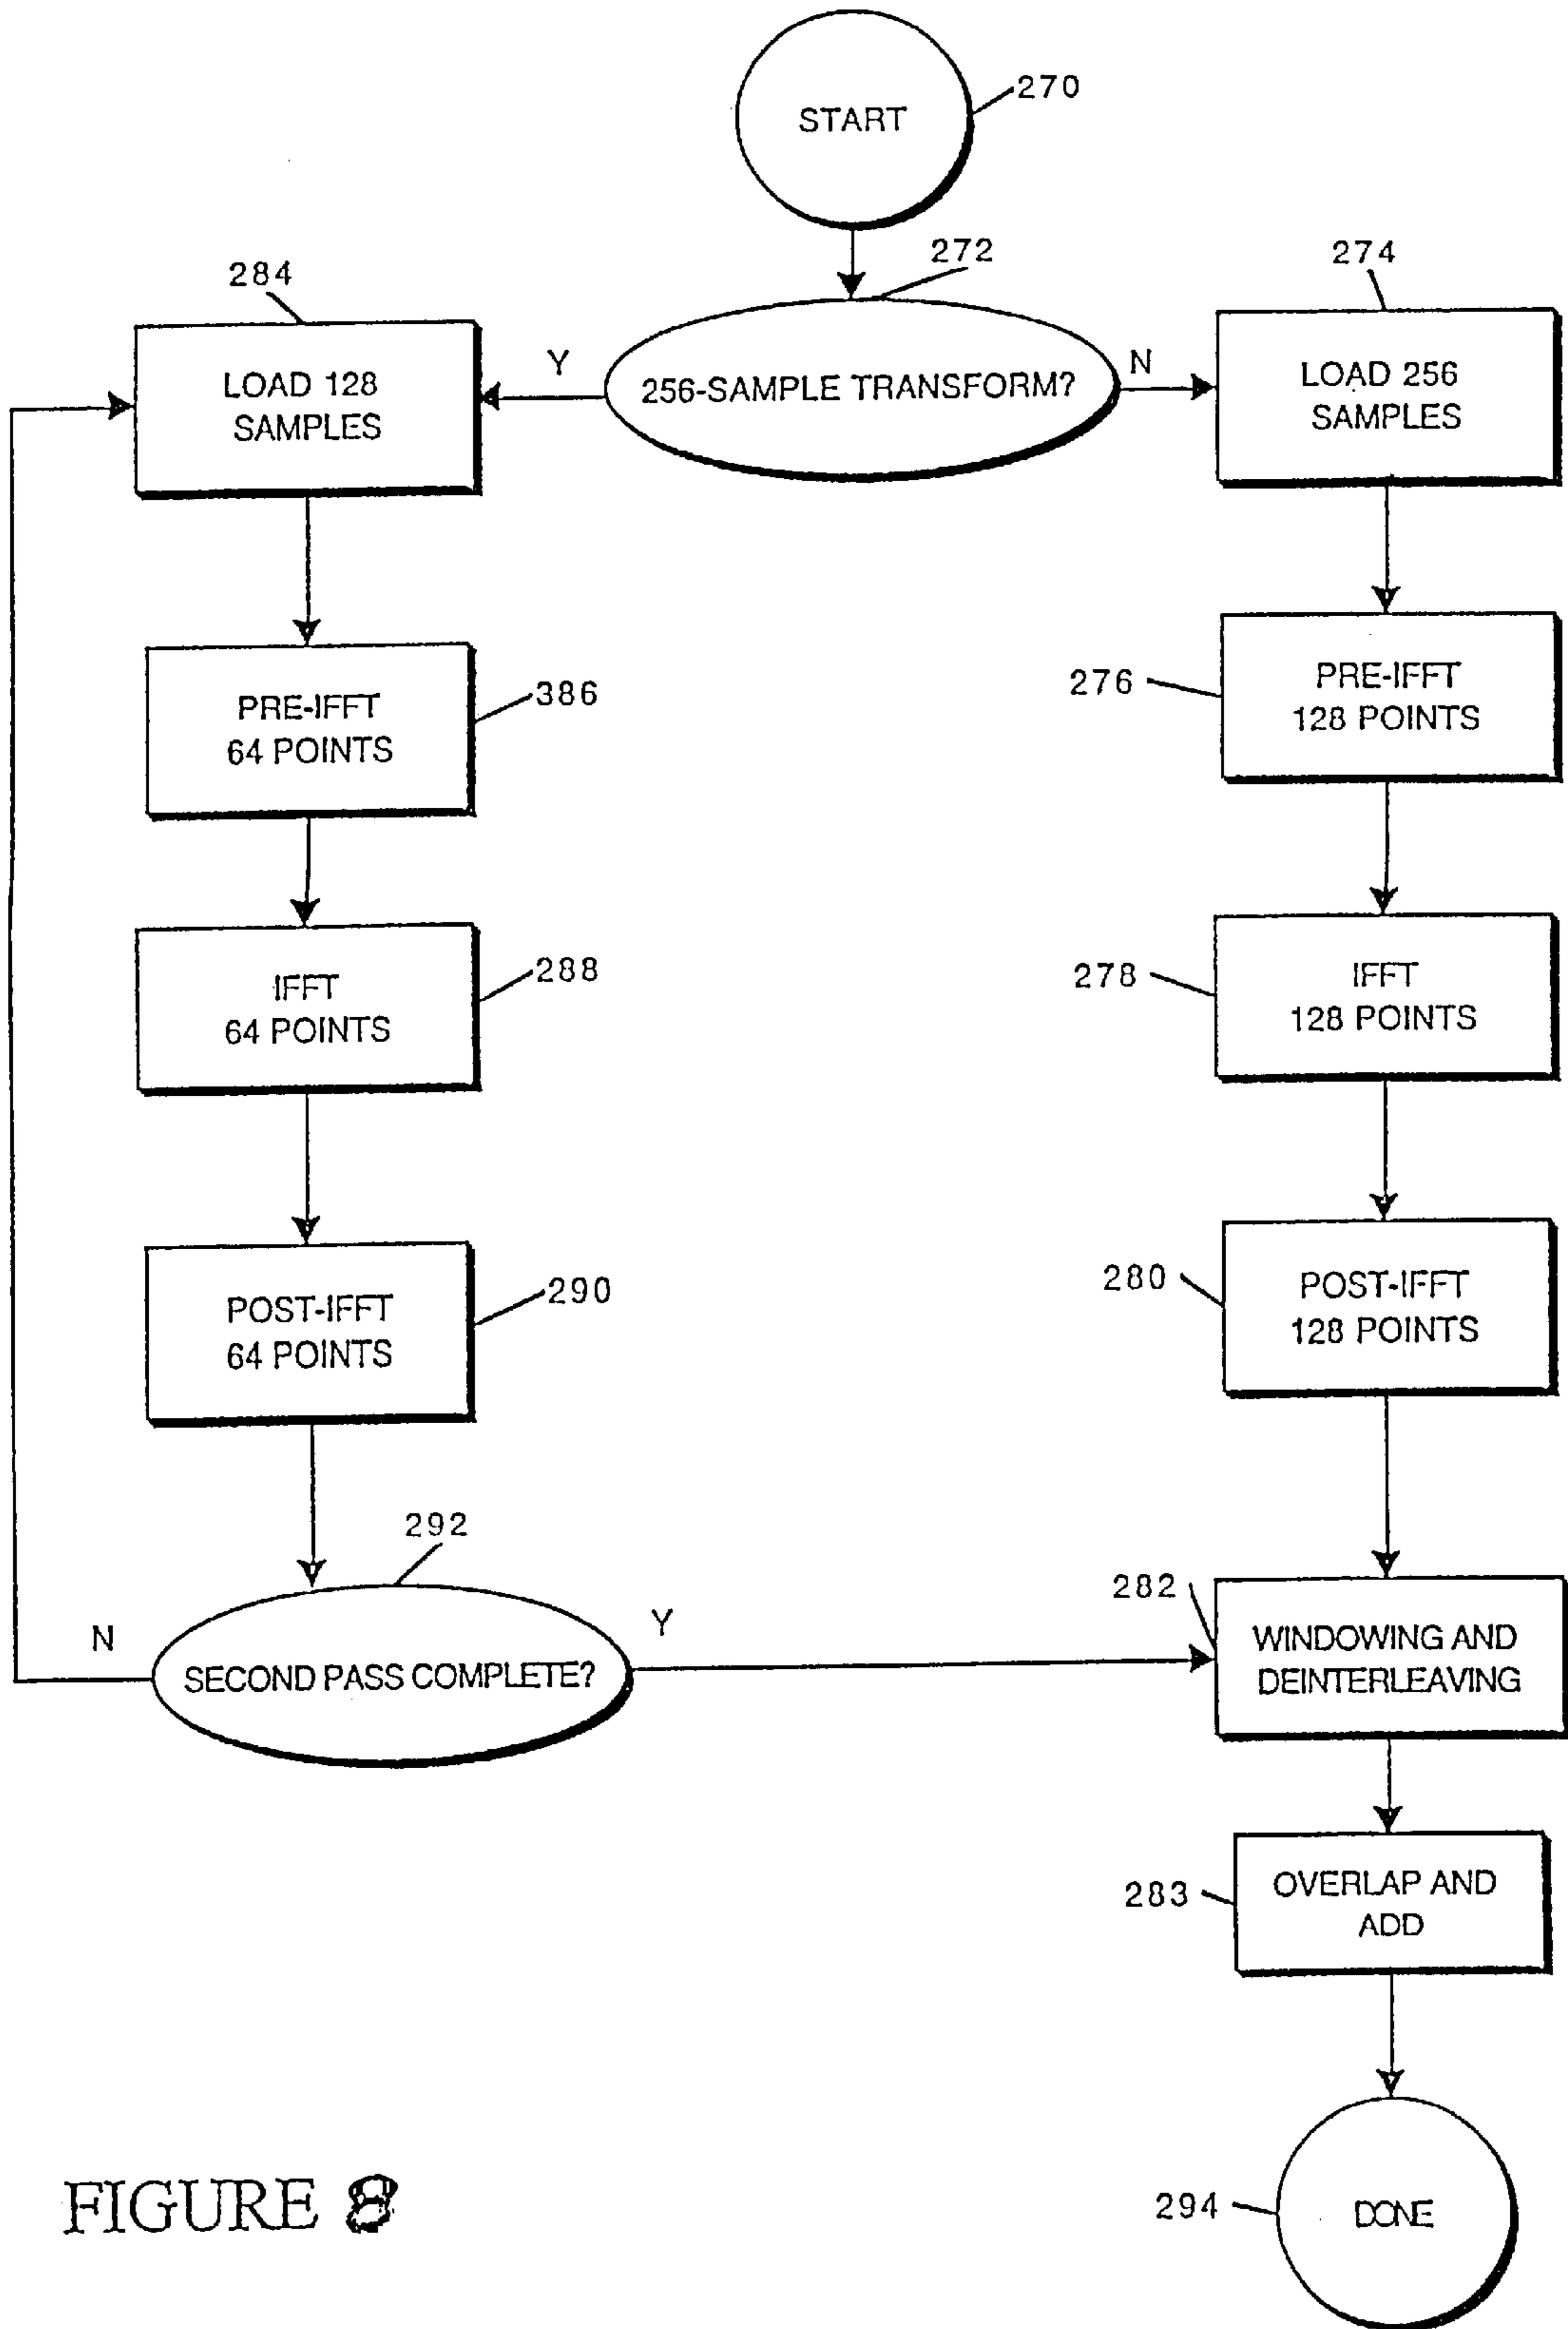 START
270
272
274
284
LOAD 128
SAMPLES
Y
256-SAMPLE TRANSFORM?
N
LOAD 256
SAMPLES
PRE-IFFT
64 POINTS
386
276
PRE-IFFT
128 POINTS
IFFT
64 POINTS
288
278
IFFT
128 POINTS
POST-IFFT
64 POINTS
290
280
POST-IFFT
128 POINTS
292
N
SECOND PASS COMPLETE?
Y
282
WINDOWING AND
DEINTERLEAVING
283
OVERLAP AND
ADD
294
DONE
FIGURE 8